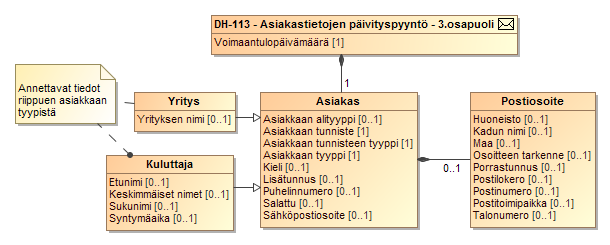 DH-113 - Asiakastietojen päivityspyyntö - 3.osapuoli
Voimaantulopäivämäärä [1]
Annettavat tiedot
riippuen asiakkaan
tyypistä
Yritys
Yrityksen nimi [0..1]
Kuluttaja
Etunimi [0..1]
Keskimmäiset nimet [0..1]
Sukunimi [0..1]
Syntymäaika [0..1]
1
Asiakas
Asiakkaan alityyppi [0..1]
Asiakkaan tunniste [1]
Asiakkaan tunnisteen tyyppi [1]
Asiakkaan tyyppi [1]
Kieli [0..1]
Lisätunnus [0..1]
Puhelinnumero [0..1]
Salattu [0..1]
Sähköpostiosoite [0..1]
0..1
Postiosoite
Huoneisto [0..1]
Kadun nimi [0..1]
Maa [0..1]
Osoitteen tarkenne [0..1]
Porrastunnus [0..1]
Postilokero [0..1]
Postinumero [0..1]
Postitoimipaikka [0..1]
Talonumero [0..1]